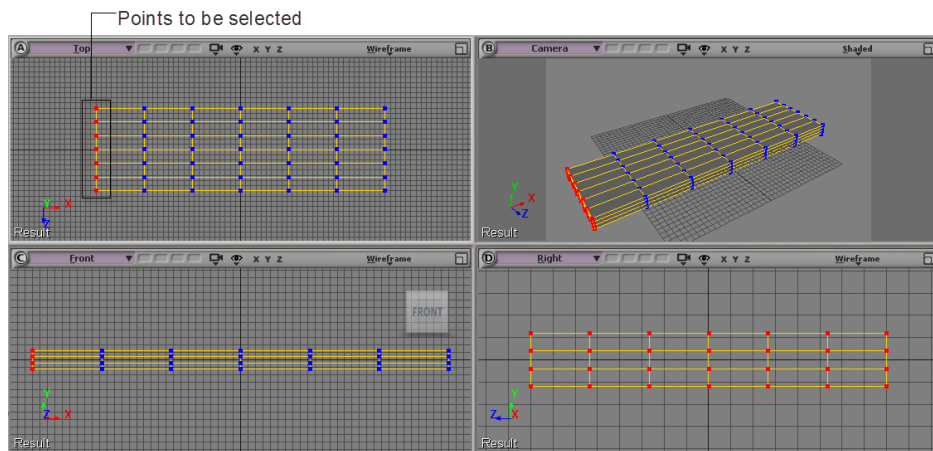 Points to be selected
A Top X Y Z Wireframe
B Camera X Y Z Shaded
Y X
Z
Result
Y
X
Z
Result
C Front X Y Z Wireframe
D Right X Y Z Wireframe
FRONT
Y
Z X
Result
Y
Z X
Result